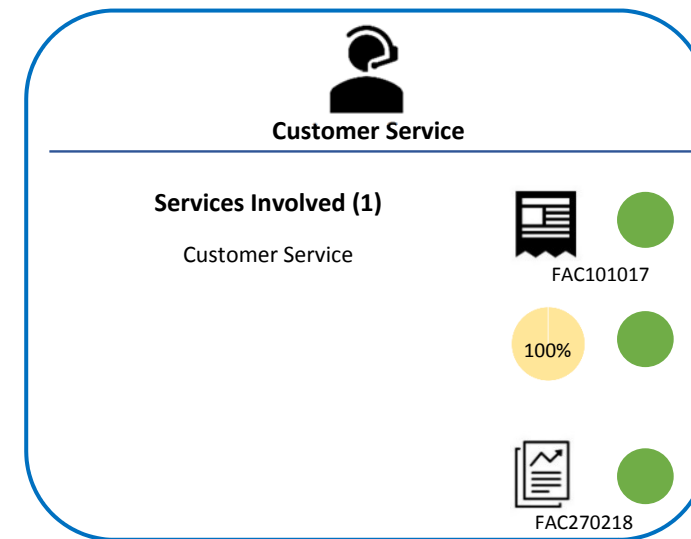 Customer Service
Services Involved (1)
Customer Service
FAC101017
100%
FAC270218